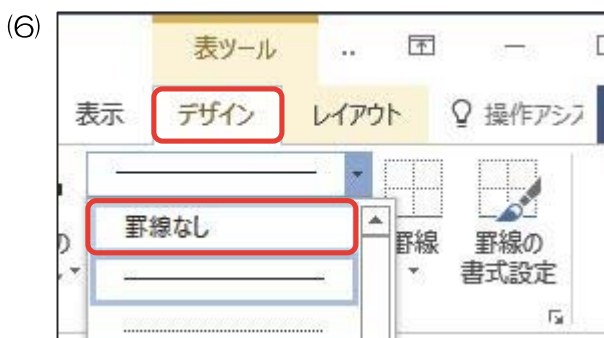 (6)
表ツール ..
表示 デザイン レイアウト 操作アシ
罫線なし
の 罫線 罫線の
書式設定